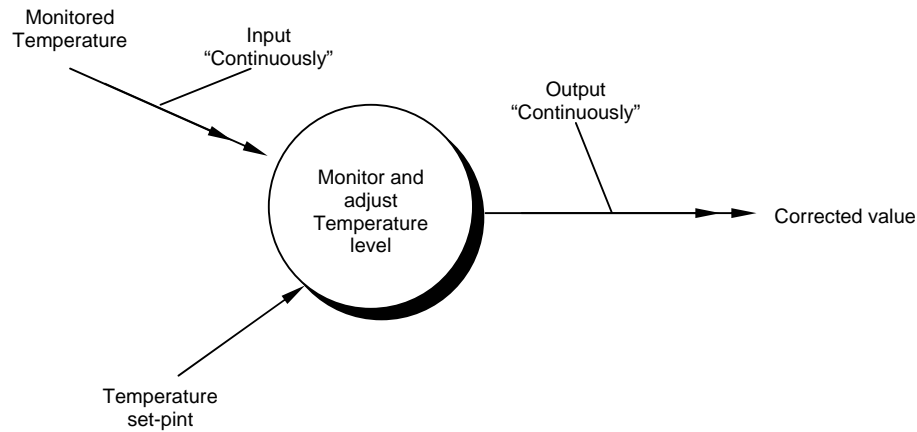 Monitored
Temperature
Input
“Continuously”
Output
“Continuously”
Monitor and
adjust
Temperature
level
Corrected value
Temperature
set-pint